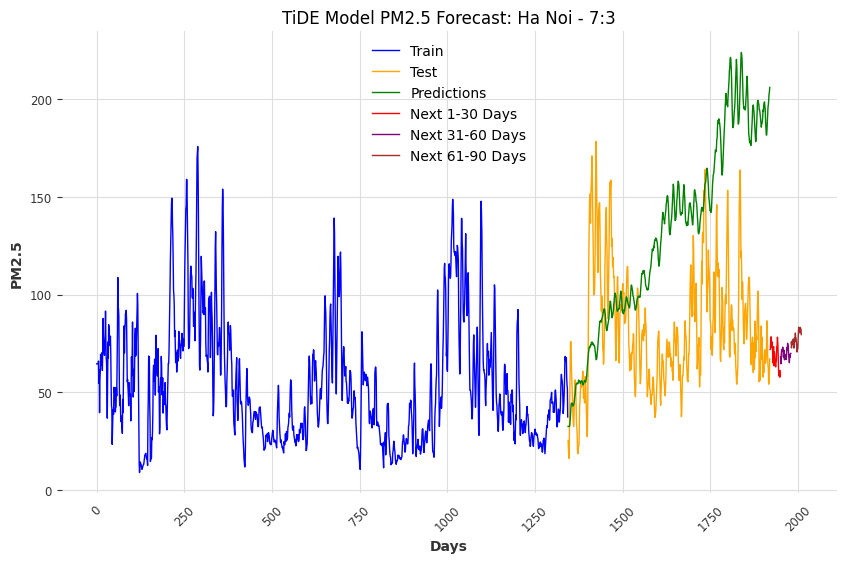 TiDE Model PM2.5 Forecast: Ha Noi - 7:3
Train
Test
Predictions
Next 1-30 Days
Next 31-60 Days
Next 61-90 Days
PM2.5
200
150
100
50
0
0
250
500
750
1000
1250
1500
1750
2000
Days